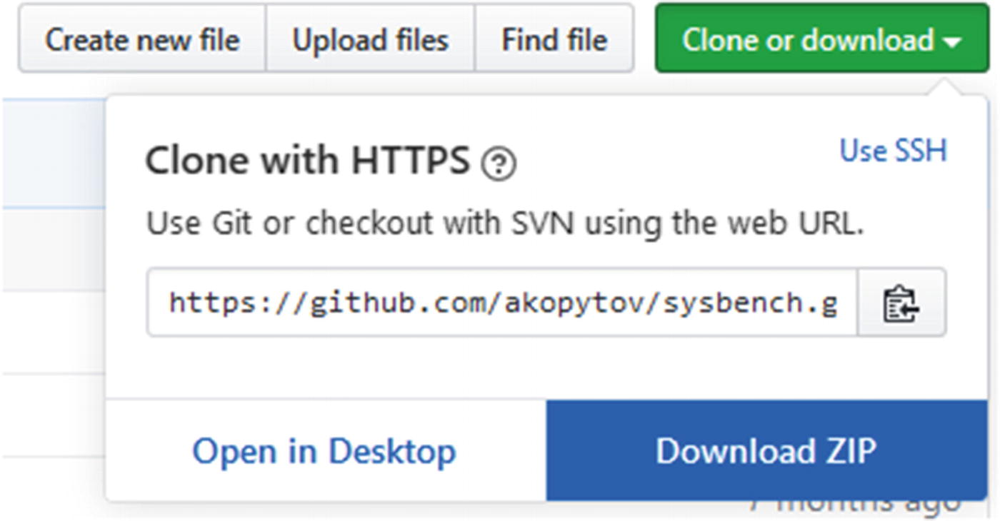 Create new file Upload files Find file Clone or download
Clone with HTTPS ? Use SSH
Use Git or checkout with SVN using the web URL.
https://github.com/akopytov/sysbench.g
Open in Desktop Download ZIP
7 months ago